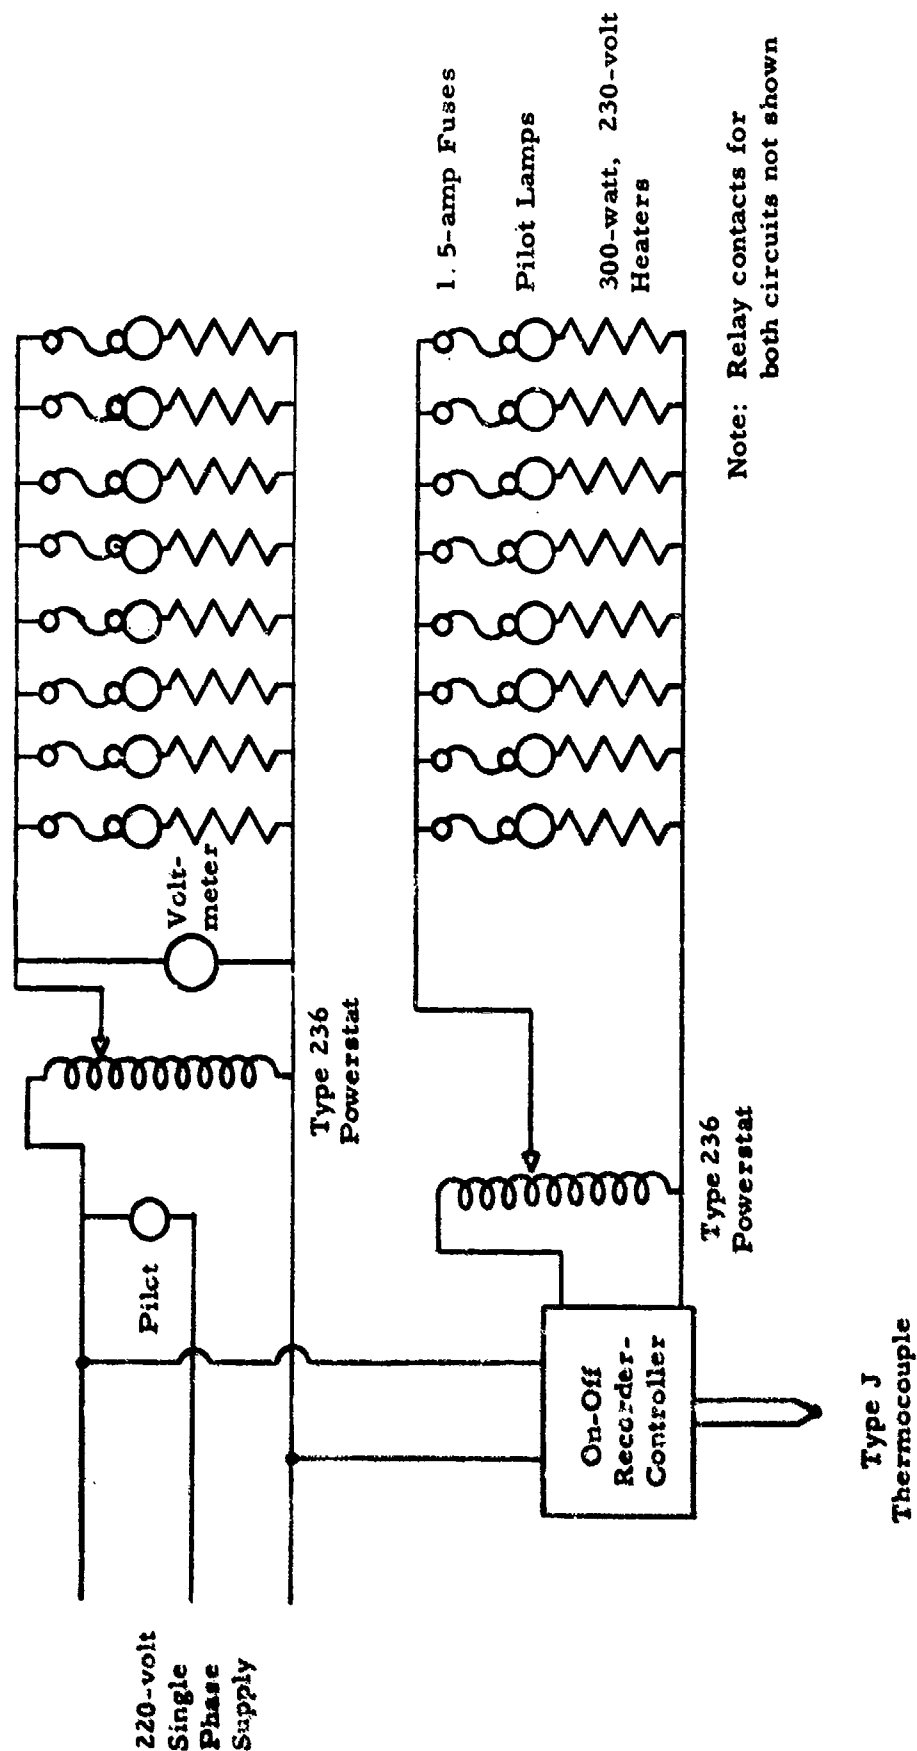 220-volt
Single
Phase
Supply
Pilot
Volt-
meter
Type 236
Powerstat
1.5-amp Fuses
Pilot Lamps
300-watt, 230-volt
Heaters
On-Off
Recorder-
Controller
Type 236
Powerstat
Note: Relay contacts for
both circuits not shown
Type J
Thermocouple